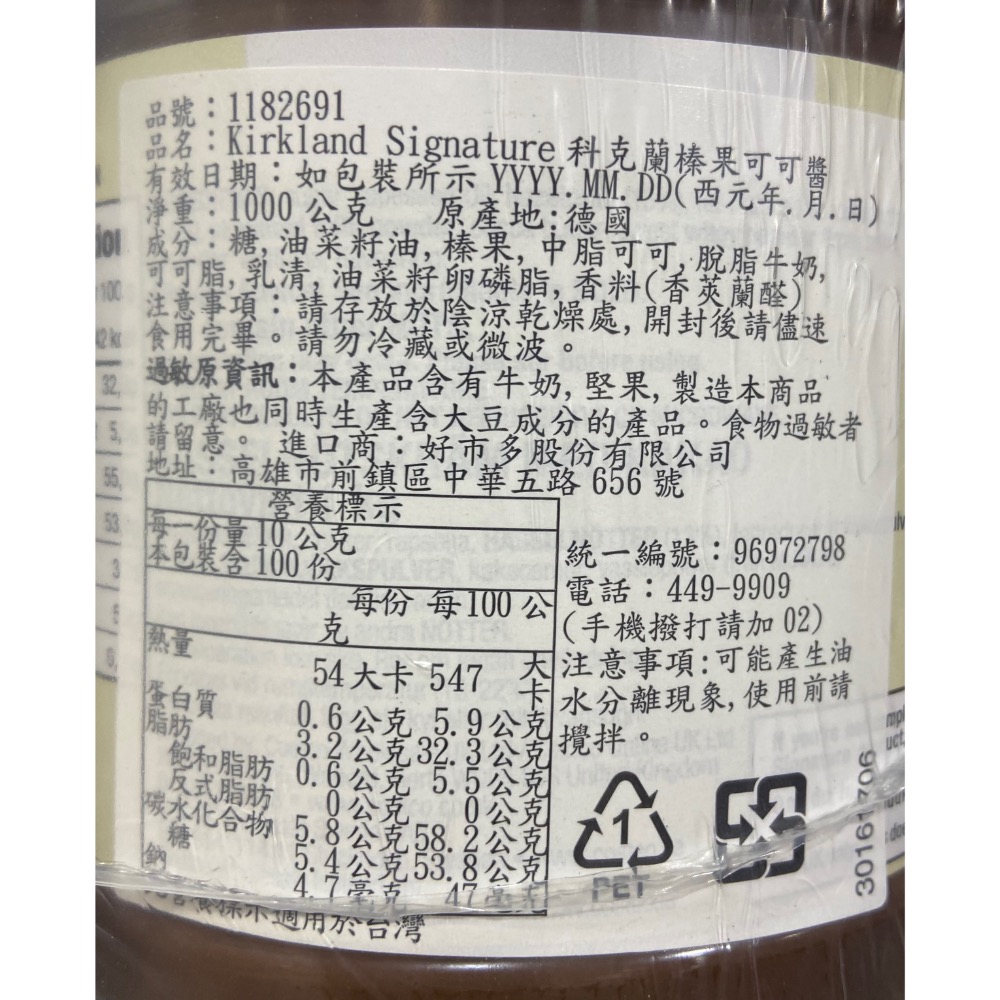 品號：1182691
品名：Kirkland Signature 科克蘭榛果可可醬
有效日期：如包裝所示 YYYY.MM.DD(西元年.月.日)
淨重：1000 公克 原產地:德國
成分：糖,油菜籽油,榛果,中脂可可,脫脂牛奶,
可可脂,乳清,油菜籽卵磷脂,香料(香莢蘭醛)
注意事項：請存放於陰涼乾燥處,開封後請儘速
食用完畢。請勿冷藏或微波。
過敏原資訊：本產品含有牛奶,堅果,製造本商品
的工廠也同時生產含大豆成分的產品。食物過敏者
請留意。 進口商：好市多股份有限公司
地址：高雄市前鎮區中華五路 656 號
營養標示
每一份量 10 公克
本包裝含 100 份
每份 每 100 公
克
熱量 54 大卡 547 大
卡
蛋白質 0.6 公克 5.9 公克
脂肪 3.2 公克 32.3 公克
飽和脂肪 0.6 公克 5.5 公克
反式脂肪 0 公克 0 公克
碳水化合物 5.8 公克 58.2 公克
糖 5.4 公克 53.8 公克
鈉 4.7 毫克 47 毫克
適用於台灣
統一編號：96972798
電話：449-9909
(手機撥打請加 02)
注意事項:可能產生油
水分離現象,使用前請
攪拌。
1
PET
30161706